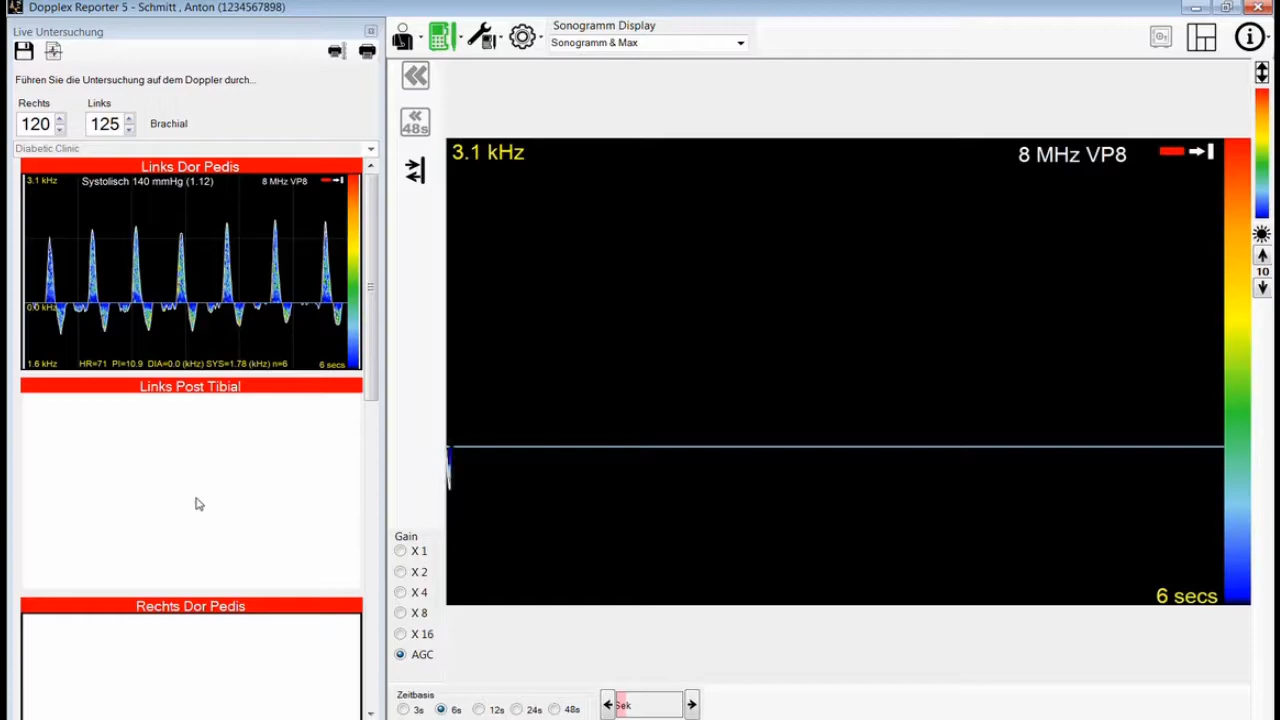 Dopplex Reporter 5 - Schmitt , Anton (1234567898)
Live Untersuchung
Führen Sie die Untersuchung auf dem Doppler durch...
Rechts Links
120 125 Brachial
Diabetic Clinic
Links Dor Pedis
3.1 kHz Systolisch 140 mmHg (1.12) 8 MHz VP8
0.0 kHz
1.6 kHz HR=71 PI=10.9 DIA=0.0 (kHz) SYS=1.78 (kHz) n=6 6 secs
Links Post Tibial
Rechts Dor Pedis
Sonogramm Display
Sonogramm & Max
48s
3.1 kHz 8 MHz VP8
6 secs
10
Gain
X 1
X 2
X 4
X 8
X 16
AGC
Zeitbasis
3s 6s 12s 24s 48s
Sek